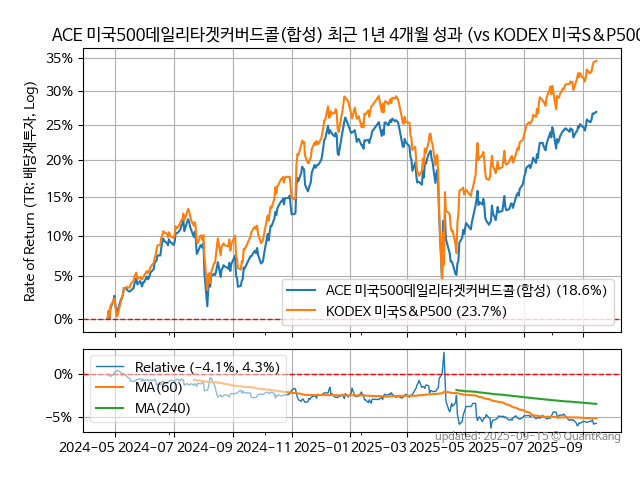 ACE 미국500데일리타겟커버드콜(합성) 최근 1년 4개월 성과 (vs KODEX 미국S&P500
Rate of Return (TR: 배당재투자, Log)
35%
30%
25%
20%
15%
10%
5%
0%
ACE 미국500데일리타겟커버드콜(합성) (18.6%)
KODEX 미국S&P500 (23.7%)
0%
−5%
Relative (−4.1%, 4.3%)
MA(60)
MA(240)
updated: 2025-09-15 © QuantKang
2024-05 2024-07 2024-09 2024-11 2025-01 2025-03 2025-05 2025-07 2025-09